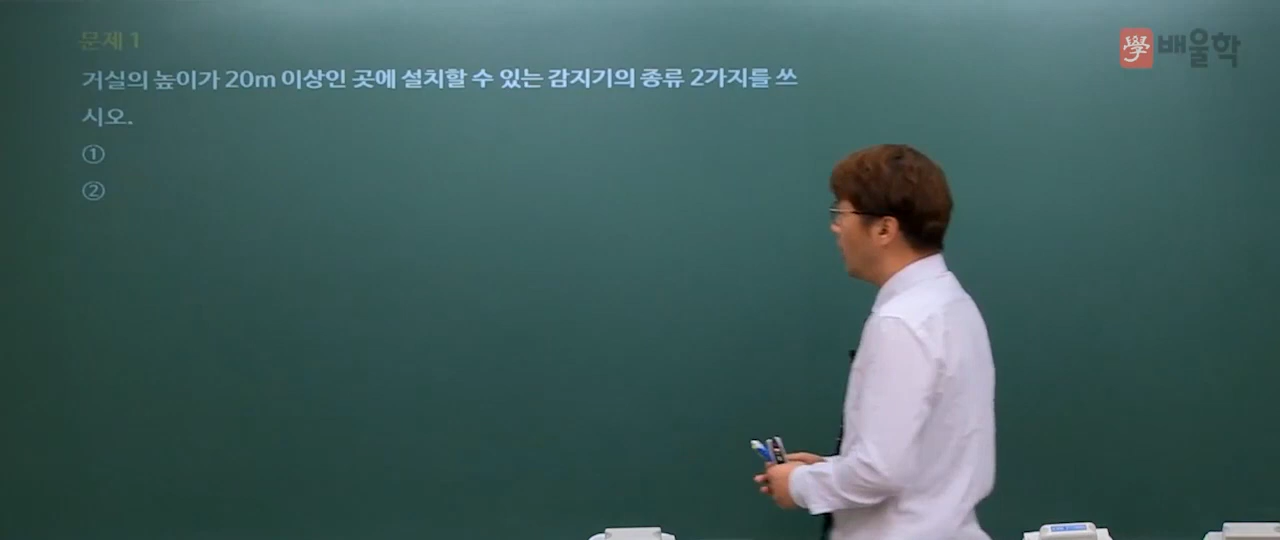 문제 1
學 배울학
거실의 높이가 20m 이상인 곳에 설치할 수 있는 감지기의 종류 2가지를 쓰
시오.
①
②